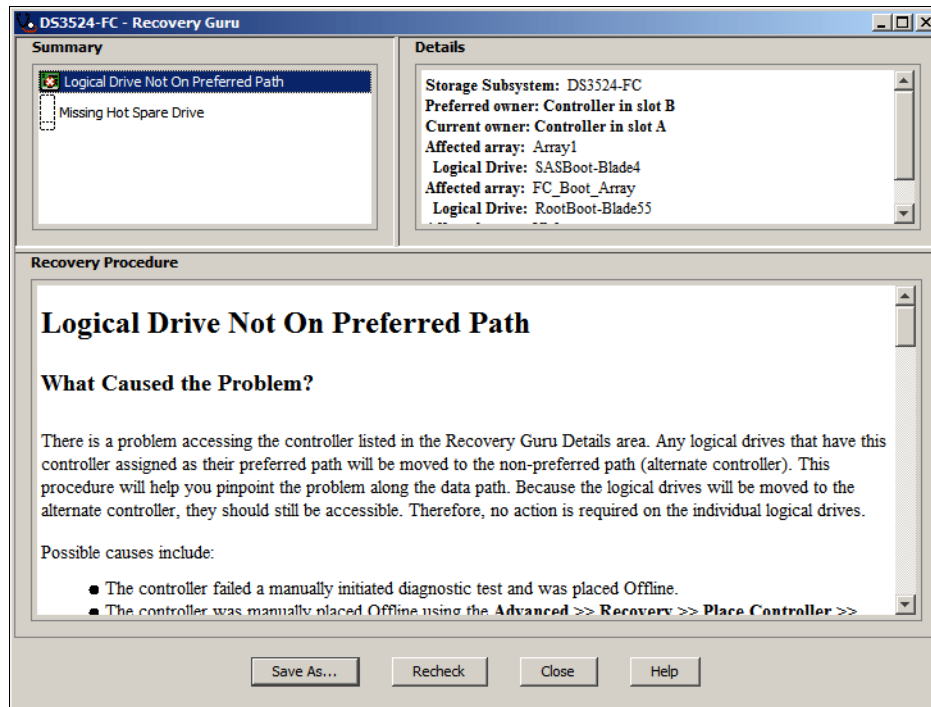 DS3524-FC - Recovery Guru
Summary
Logical Drive Not On Preferred Path
Missing Hot Spare Drive
Details
Storage Subsystem: DS3524-FC
Preferred owner: Controller in slot B
Current owner: Controller in slot A
Affected array: Array1
Logical Drive: SASBoot-Blade4
Affected array: FC_Boot_Array
Logical Drive: RootBoot-Blade55
Recovery Procedure
Logical Drive Not On Preferred Path
What Caused the Problem?
There is a problem accessing the controller listed in the Recovery Guru Details area. Any logical drives that have this
controller assigned as their preferred path will be moved to the non-preferred path (alternate controller). This
procedure will help you pinpoint the problem along the data path. Because the logical drives will be moved to the
alternate controller, they should still be accessible. Therefore, no action is required on the individual logical drives.
Possible causes include:
● The controller failed a manually initiated diagnostic test and was placed Offline.
● The controller was manually placed Offline using the Advanced >> Recovery >> Place Controller >>
Save As...
Recheck
Close
Help